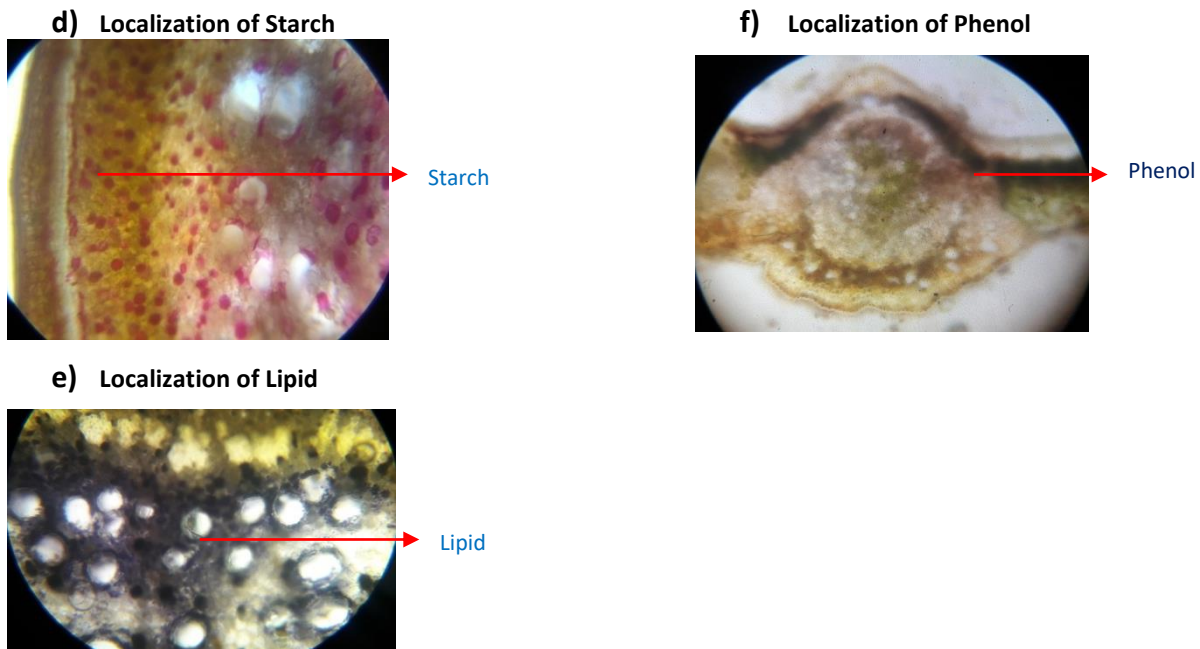 d) Localization of Starch
Starch
e) Localization of Lipid
Lipid
f) Localization of Phenol
Phenol